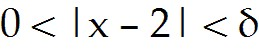 0 < |x – 2| < δ